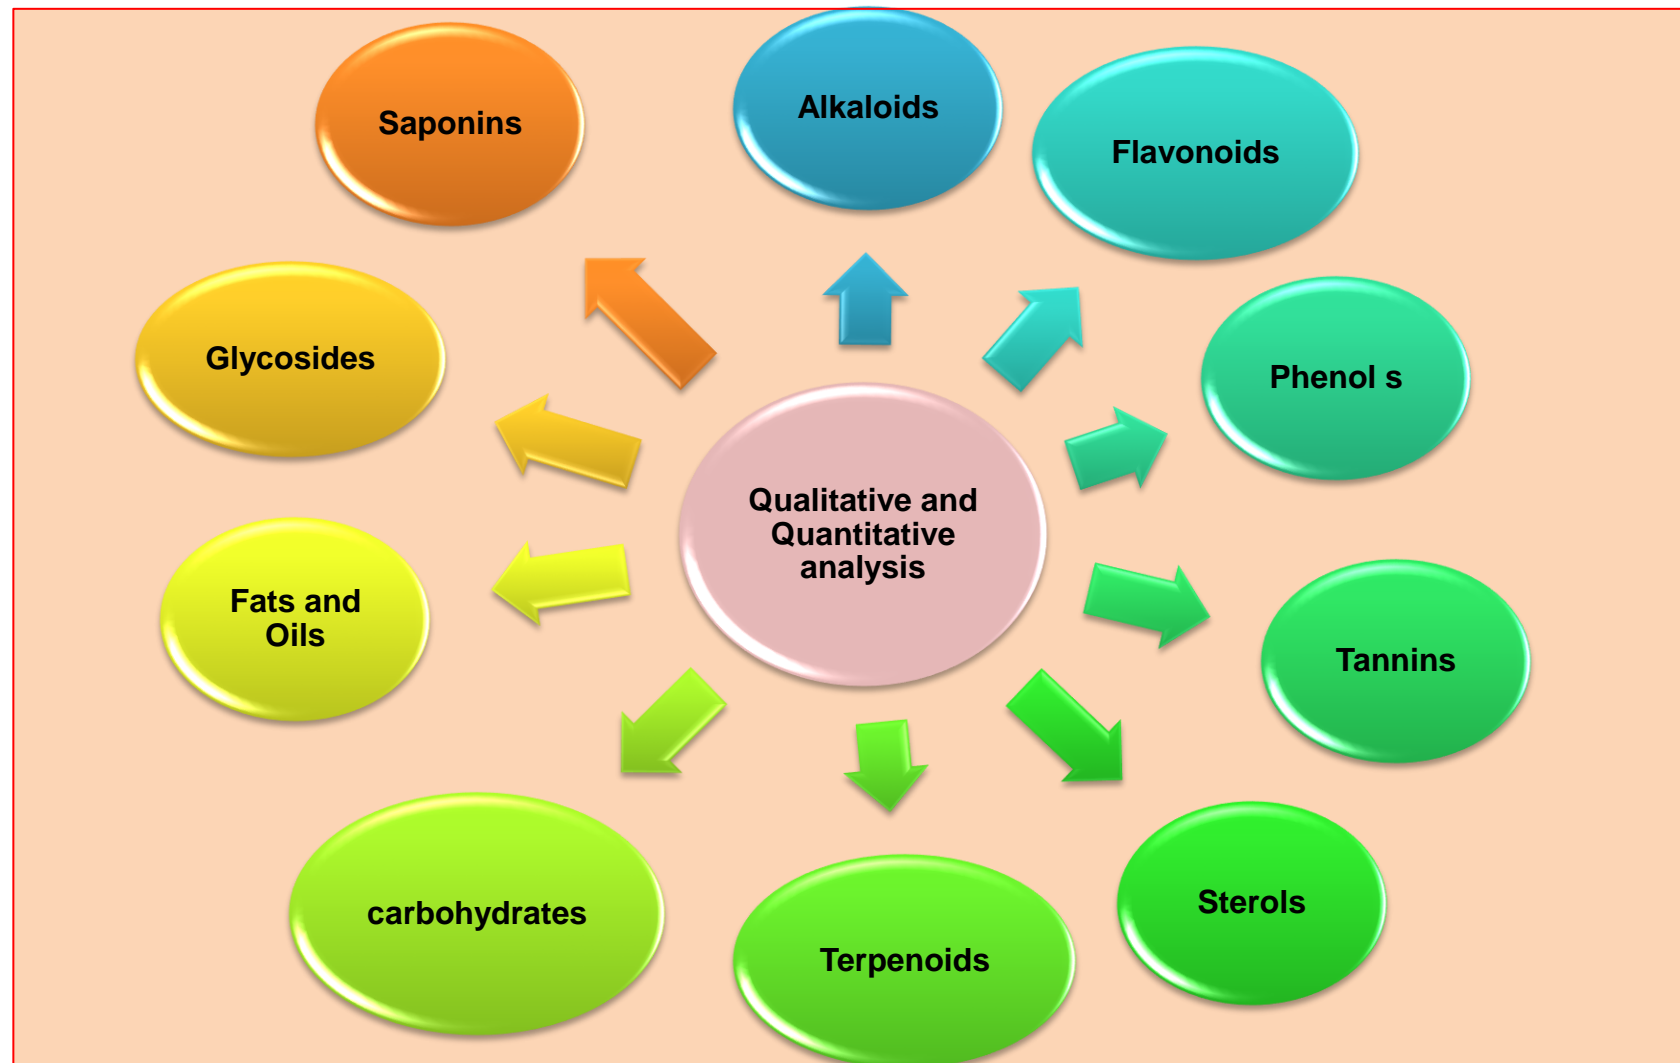 Saponins
Alkaloids
Flavonoids
Glycosides
Phenol s
Qualitative and
Quantitative
analysis
Fats and
Oils
Tannins
carbohydrates
Terpenoids
Sterols